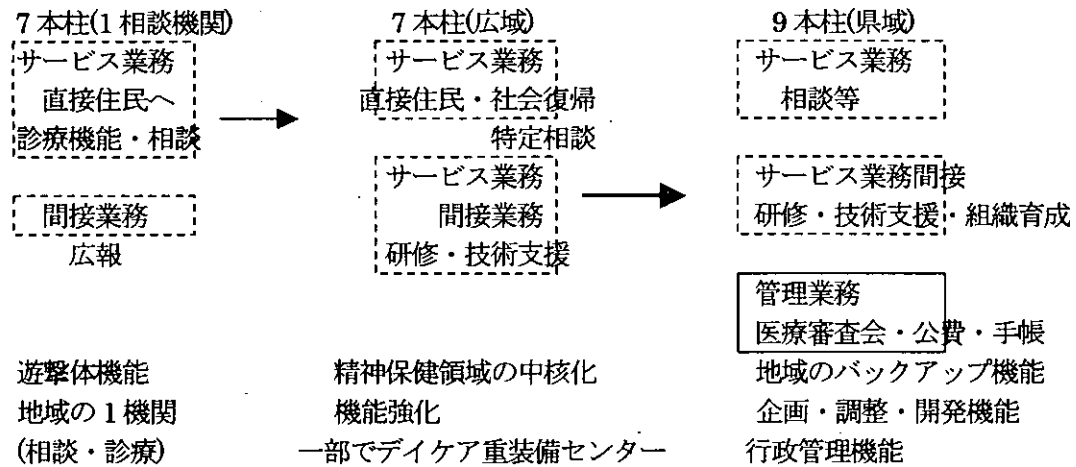 7本柱(1相談機関)
サービス業務
直接住民へ
診療機能・相談
間接業務
広報
遊撃体機能
地域の1機関
(相談・診療)
7本柱(広域)
サービス業務
直接住民・社会復帰
特定相談
サービス業務
間接業務
研修・技術支援
精神保健領域の中核化
機能強化
一部でデイケア重装備センター
9本柱(県域)
サービス業務
相談等
サービス業務間接
研修・技術支援・組織育成
管理業務
医療審査会・公費・手帳
地域のバックアップ機能
企画・調整・開発機能
行政管理機能